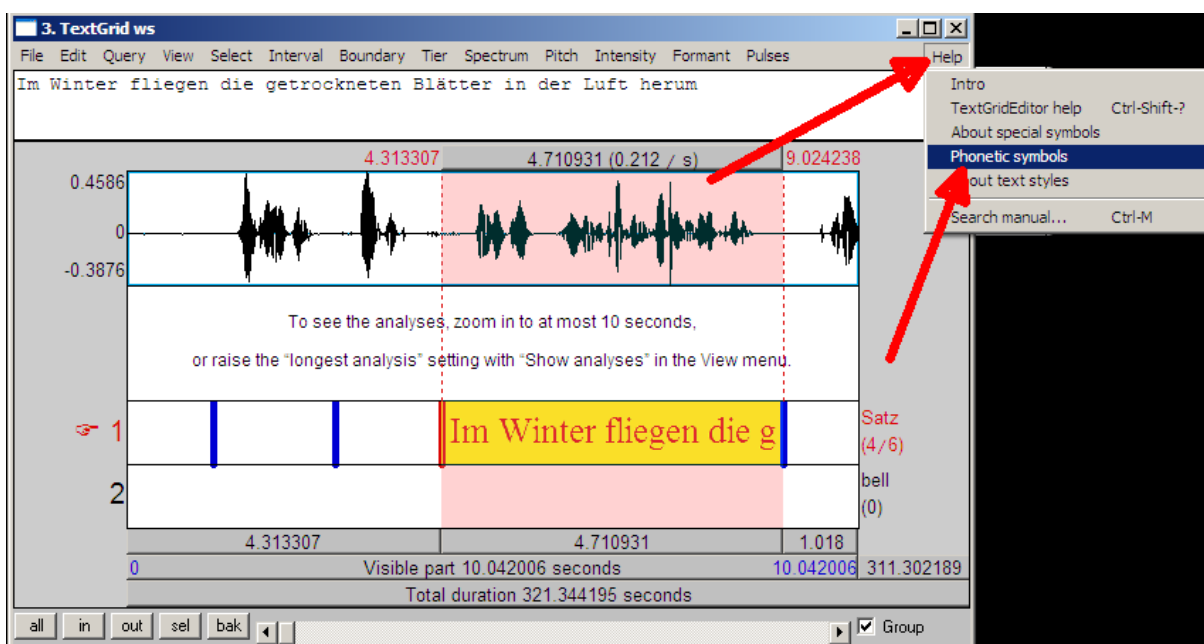 3. TextGrid ws
File Edit Query View Select Interval Boundary Tier Spectrum Pitch Intensity Formant Pulses Help
Im Winter fliegen die getrockneten Blätter in der Luft herum
Intro
TextGridEditor help Ctrl-Shift-?
About special symbols
Phonetic symbols
out text styles
Search manual... Ctrl-M
4.313307 4.710931 (0.212 / s) 9.024238
0.4586
0
-0.3876
To see the analyses, zoom in to at most 10 seconds,
or raise the “longest analysis” setting with “Show analyses” in the View menu.
1 Im Winter fliegen die g Satz
(4/6)
2 bell
(0)
4.313307 4.710931 1.018
0 Visible part 10.042006 seconds 10.042006 311.302189
Total duration 321.344195 seconds
all in out sel bak Group